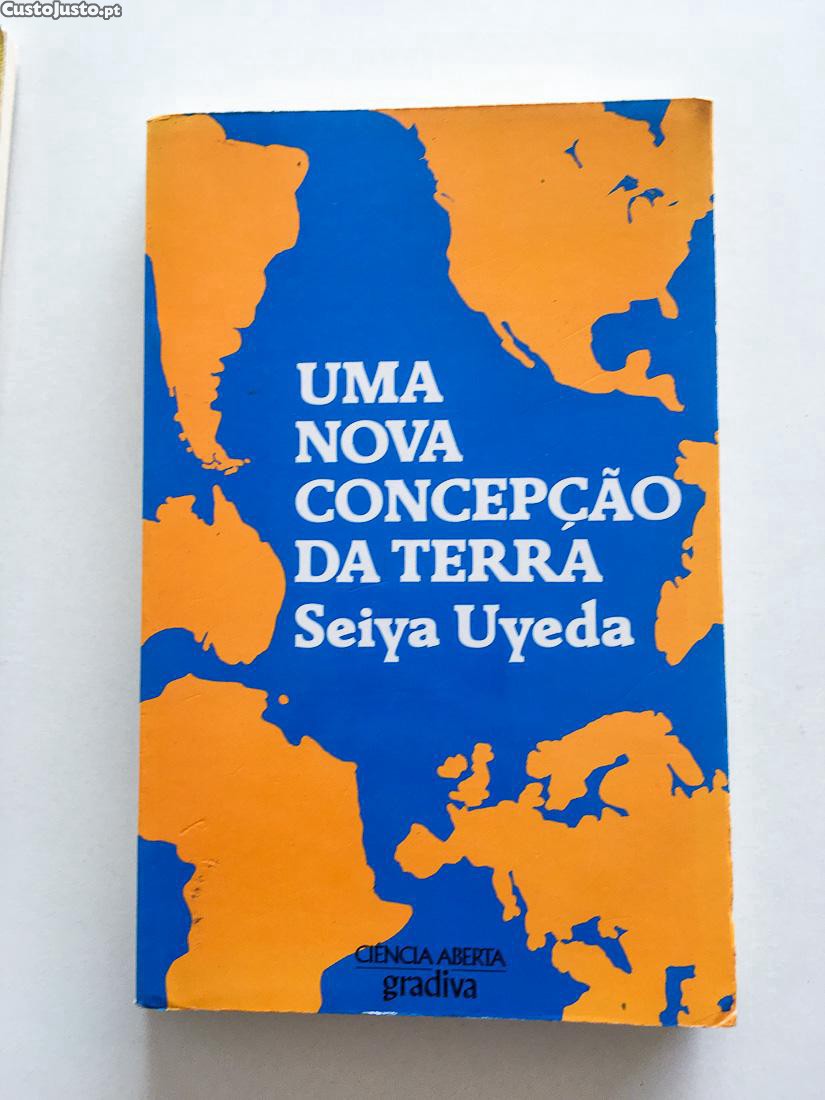 CustoJusto.pt
UMA
NOVA
CONCEPÇÃO
DA TERRA
Seiya Uyeda
CIÊNCIA ABERTA
gradiva